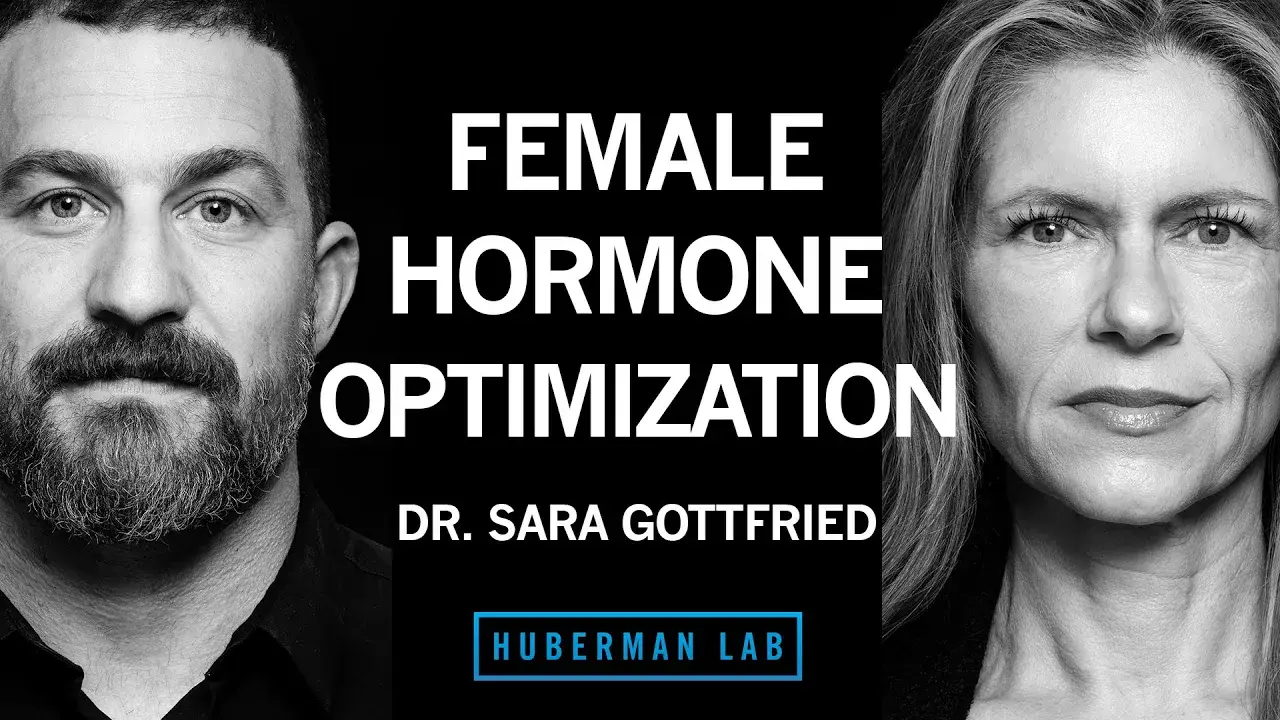 FEMALE
HORMONE
OPTIMIZATION
DR. SARA GOTTFRIED
HUBERMAN LAB